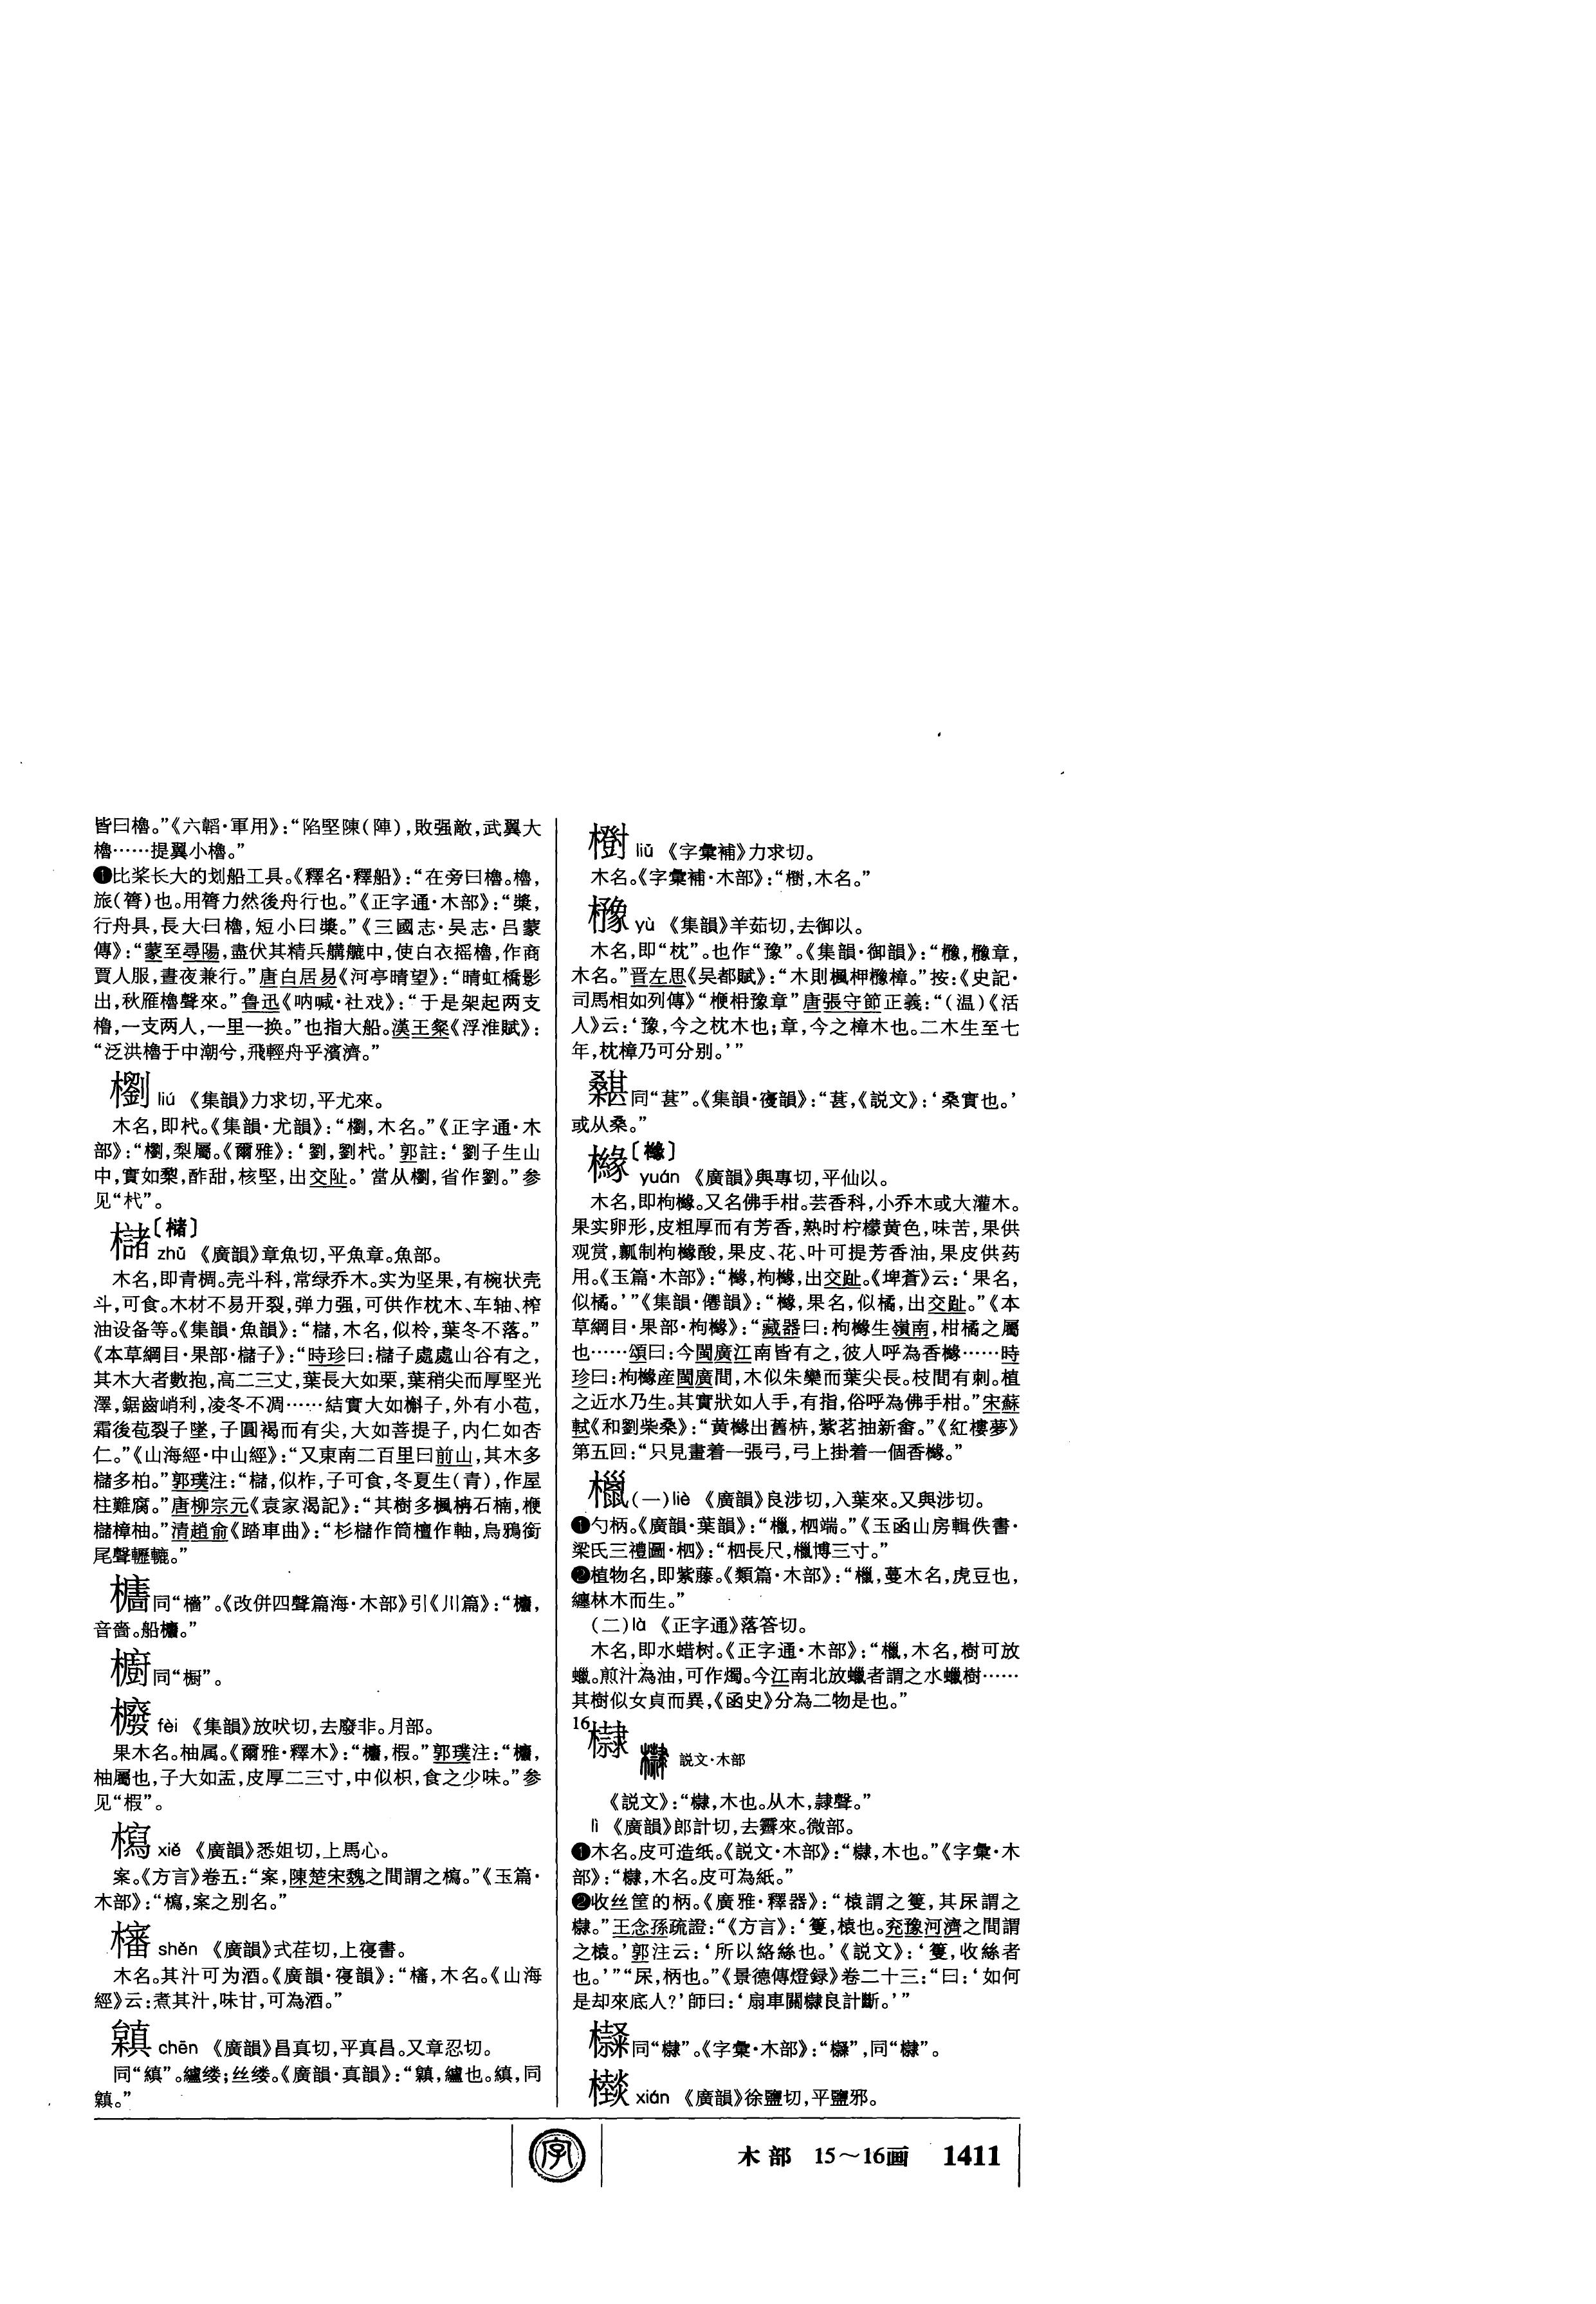 皆曰櫓。”《六韜·軍用》:“陷堅陳(陣),敗强敵,武翼大
櫓……提翼小櫓。”
❶比桨长大的划船工具。《釋名·釋船》:“在旁曰櫓。櫓,
旅(膂)也。用膂力然後舟行也。”《正字通·木部》:“槳,
行舟具,長大曰櫓,短小曰槳。”《三國志·吴志·吕蒙
傳》:“蒙至尋陽,盡伏其精兵𦩷𦪇中,使白衣摇櫓,作商
賈人服,晝夜兼行。”唐白居易《河亭晴望》:“晴虹橋影
出,秋雁櫓聲來。”鲁迅《呐喊·社戏》:“于是架起两支
櫓,一支两人,一里一换。”也指大船。漢王粲《浮淮賦》:
“泛洪櫓于中潮兮,飛輕舟乎濱濟。”
橊 liú 《集韻》力求切,平尤來。
木名,即杙。《集韻·尤韻》:“㯕,木名。”《正字通·木
部》:“㯕,梨屬。《爾雅》:‘劉,劉杙。’郭註:‘劉子生山
中,實如棃,酢甜,核堅,出交阯。’當从㯕,省作劉。”参
见“杙”。
櫧〔櫧〕
zhū 《廣韻》章魚切,平魚章。魚部。
木名,即青椆。壳斗科,常绿乔木。实为坚果,有椀状壳
斗,可食。木材不易开裂,弹力强,可供作枕木、车轴、榨
油设备等。《集韻·魚韻》:“櫧,木名,似柃,葉冬不落。”
《本草綱目·果部·櫧子》:“時珍曰:櫧子處處山谷有之,
其木大者數抱,高二三丈,葉長大如栗,葉稍尖而厚堅光
澤,鋸齒峭利,凌冬不凋……結實大如槲子,外有小苞,
霜後苞裂子墜,子圓褐而有尖,大如菩提子,内仁如杏
仁。”《山海經·中山經》:“又東南二百里曰前山,其木多
櫧多柏。”郭璞注:“櫧,似柞,子可食,冬夏生(青),作屋
柱難腐。”唐柳宗元《袁家渴記》:“其樹多楓柟石楠,楩
櫧樟柚。”清趙俞《踏車曲》:“杉櫧作筒檀作軸,烏鴉銜
尾聲轣轆。”
同“檣”。《改併四聲篇海·木部》引《川篇》:“
音嗇。船。”
櫥 同“橱”。
櫠 fèi 《集韻》放吠切,去廢非。月部。
果木名。柚属。《爾雅·釋木》:“櫠,椵。”郭璞注:“櫠,
柚屬也,子大如盂,皮厚二三寸,中似枳,食之少味。”参
见“椵”。
xiě 《廣韻》悉姐切,上馬心。
案。《方言》卷五:“案,陳楚宋魏之間謂之㯕。”《玉篇·
木部》:“,案之别名。”
shěn 《廣韻》式荏切,上寑書。
木名。其汁可为酒。《廣韻·寑韻》:“,木名。《山海
經》云:煮其汁,味甘,可為酒。”
chēn 《廣韻》昌真切,平真昌。又章忍切。
同“縝”。纑缕;丝缕。《廣韻·真韻》:“,纑也。縝,同
。”
liǔ 《字彙補》力求切。
木名。《字彙補·木部》:“,木名。”
櫲 yù 《集韻》羊茹切,去御以。
木名,即“枕”。也作“豫”。《集韻·御韻》:“櫲,櫲章,
木名。”晋左思《吴都賦》:“木則楓柙櫲樟。”按:《史記·
司馬相如列傳》“楩枏豫章”唐張守節正義:“(温)《活
人》云:‘豫,今之枕木也;章,今之樟木也。二木生至七
年,枕樟乃可分别。’”
同“葚”。《集韻·寑韻》:“葚,《説文》:‘桑實也。’
或从桑。”
櫞〔櫞〕
yuán 《廣韻》與專切,平仙以。
木名,即枸櫞。又名佛手柑。芸香科,小乔木或大灌木。
果实卵形,皮粗厚而有芳香,熟时柠檬黄色,味苦,果供
观赏,瓤制枸櫞酸,果皮、花、叶可提芳香油,果皮供药
用。《玉篇·木部》:“櫞,枸櫞,出交趾。《埤蒼》云:‘果名,
似橘。’”《集韻·僊韻》:“櫞,果名,似橘,出交趾。”《本
草綱目·果部·枸櫞》:“藏器曰:枸櫞生嶺南,柑橘之屬
也……頌曰:今閩廣江南皆有之,彼人呼為香櫞……時
珍曰:枸櫞産閩廣間,木似朱欒而葉尖長。枝間有刺。植
之近水乃生。其實狀如人手,有指,俗呼為佛手柑。”宋蘇
軾《和劉柴桑》:“黄櫞出舊枿,紫茗抽新畬。”《紅樓夢》
第五回:“只見畫着一張弓,弓上掛着一個香櫞。”
㯿(一)liè 《廣韻》良涉切,入葉來。又與涉切。
❶勺柄。《廣韻·葉韻》:“㯿,柶端。”《玉函山房輯佚書·
梁氏三禮圖·柶》:“柶長尺,㯿博三寸。”
❷植物名,即紫藤。《類篇·木部》:“㯿,蔓木名,虎豆也,
纏林木而生。”
(二)là 《正字通》落答切。
木名,即水蜡树。《正字通·木部》:“㯿,木名,樹可放
蠟。煎汁為油,可作燭。今江南北放蠟者謂之水蠟樹……
其樹似女貞而異,《函史》分為二物是也。”
16
説文·木部
《説文》:“,木也。从木,隷聲。”
lì 《廣韻》郎計切,去霽來。微部。
❶木名。皮可造纸。《説文·木部》:“,木也。”《字彙·木
部》:“,木名。皮可為紙。”
❷收丝筐的柄。《廣雅·釋器》:“榬謂之籰,其㞎謂之
。”王念孫疏證:“《方言》:‘籰,榬也。兖豫河濟之間謂
之榬。’郭注云:‘所以絡絲也。’《説文》:‘籰,收絲者
也。’”“㞎,柄也。”《景德傳燈録》卷二十三:“曰:‘如何
是却來底人?’師曰:‘扇車關棙良計斷。’”
同“”。《字彙·木部》:“”,同“”。
xián 《廣韻》徐鹽切,平鹽邪。
字
木部 15～16画 1411